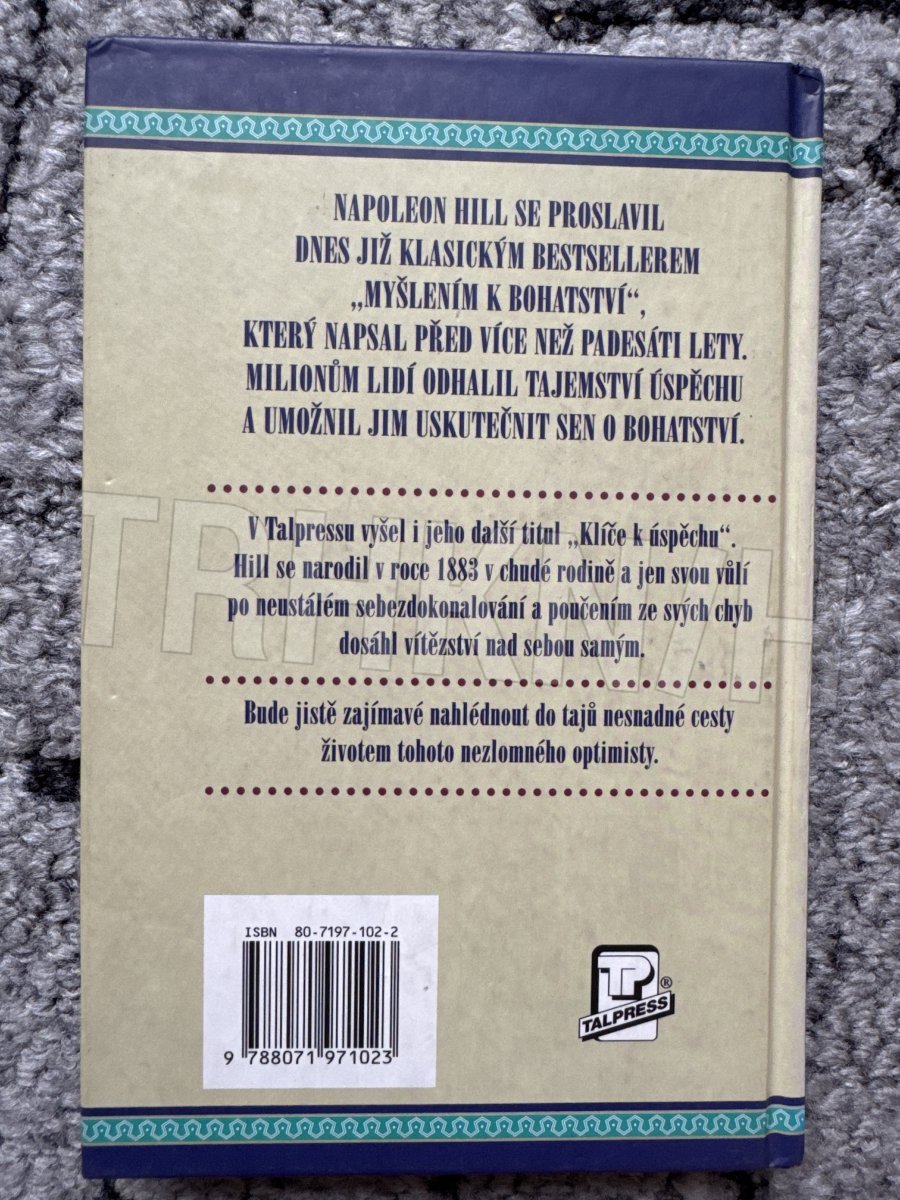 NAPOLEON HILL SE PROSLAVIL
DNES JIŽ KLASICKÝM BESTSELLEREM
„MYŠLENÍM K BOHATSTVÍ“,
KTERÝ NAPSAL PŘED VÍCE NEŽ PADESÁTI LETY.
MILIONŮM LIDÍ ODHALIL TAJEMSTVÍ ÚSPĚCHU
A UMOŽNIL JIM USKUTEČNIT SEN O BOHATSTVÍ.
V Talpressu vyšel i jeho další titul „Klíče k úspěchu“.
Hill se narodil v roce 1883 v chudé rodině a jen svou vůlí
po neustálém sebezdokonalování a poučením ze svých chyb
dosáhl vítězství nad sebou samým.
TRHKNIH
Bude jistě zajímavé nahlédnout do tajů nesnadné cesty
životem tohoto nezlomného optimisty.
ISBN 80-7197-102-2
9 788071 971023
TP ®
TALPRESS